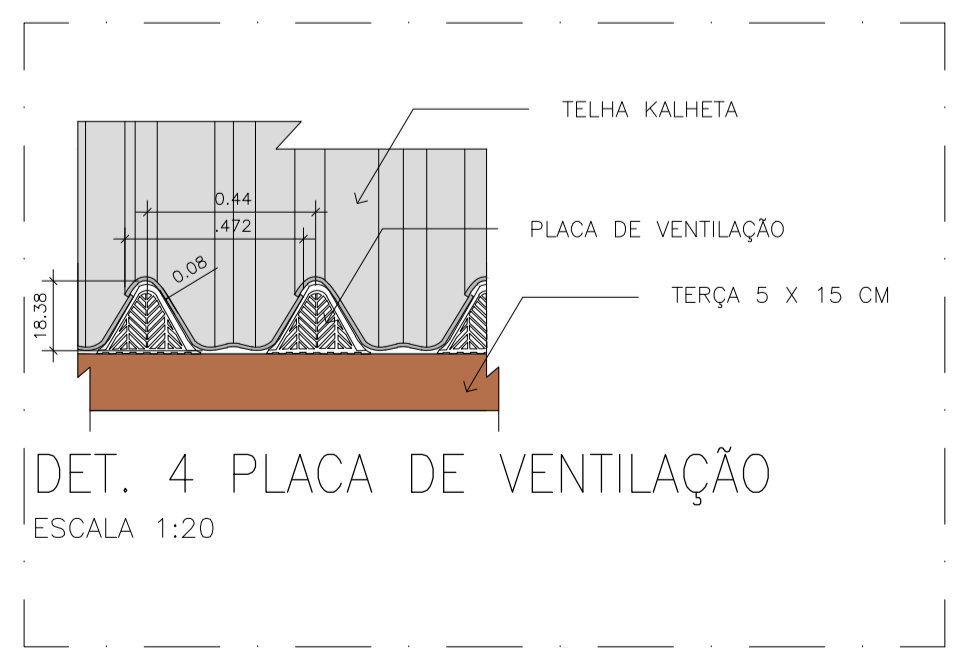 TELHA KALHETA
0.44
.472
PLACA DE VENTILAÇÃO
0.08
18.38
TERÇA 5 X 15 CM
DET. 4 PLACA DE VENTILAÇÃO
ESCALA 1:20